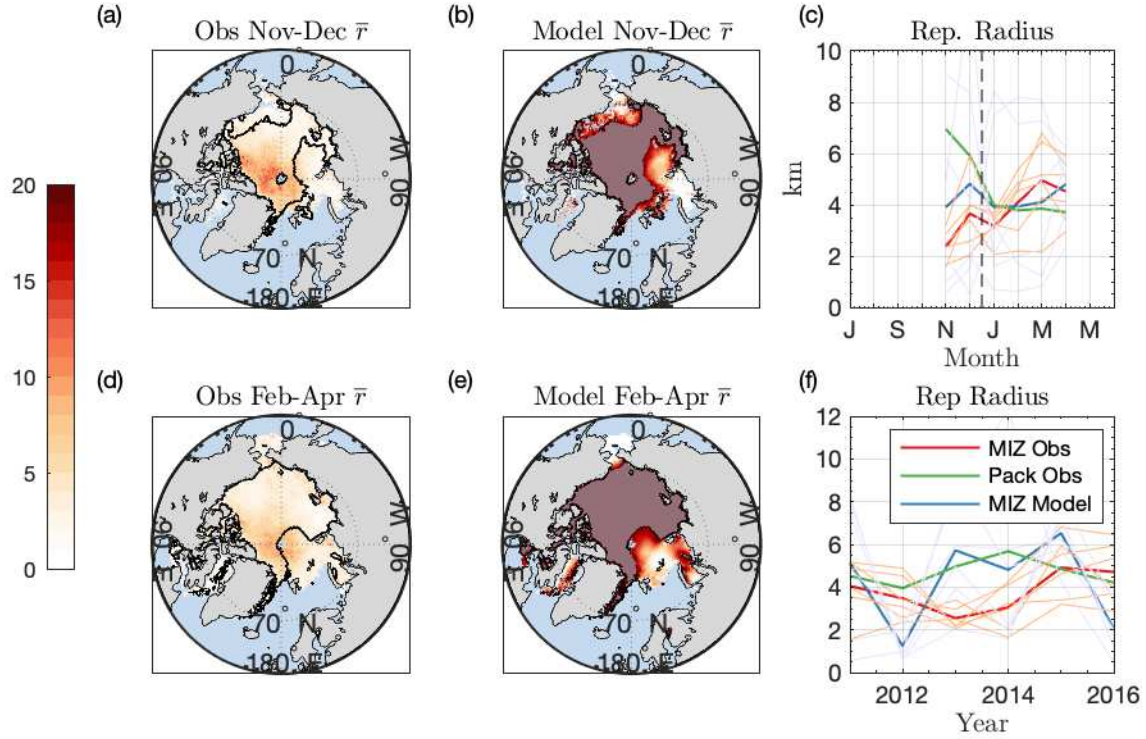 (a)
Obs Nov-Dec r̅
0
90
W
90
E
70 N
180 E
(b)
Model Nov-Dec r̅
0
90
W
90
E
70 N
180 E
(c)
Rep. Radius
10
8
6
4
2
0
km
J S N J M M
Month
20
15
10
5
0
(d)
Obs Feb-Apr r̅
0
90
W
90
E
70 N
180 E
(e)
Model Feb-Apr r̅
0
90
W
90
E
70 N
180 E
(f)
Rep Radius
12
10
8
6
4
2
0
MIZ Obs
Pack Obs
MIZ Model
2012 2014 2016
Year